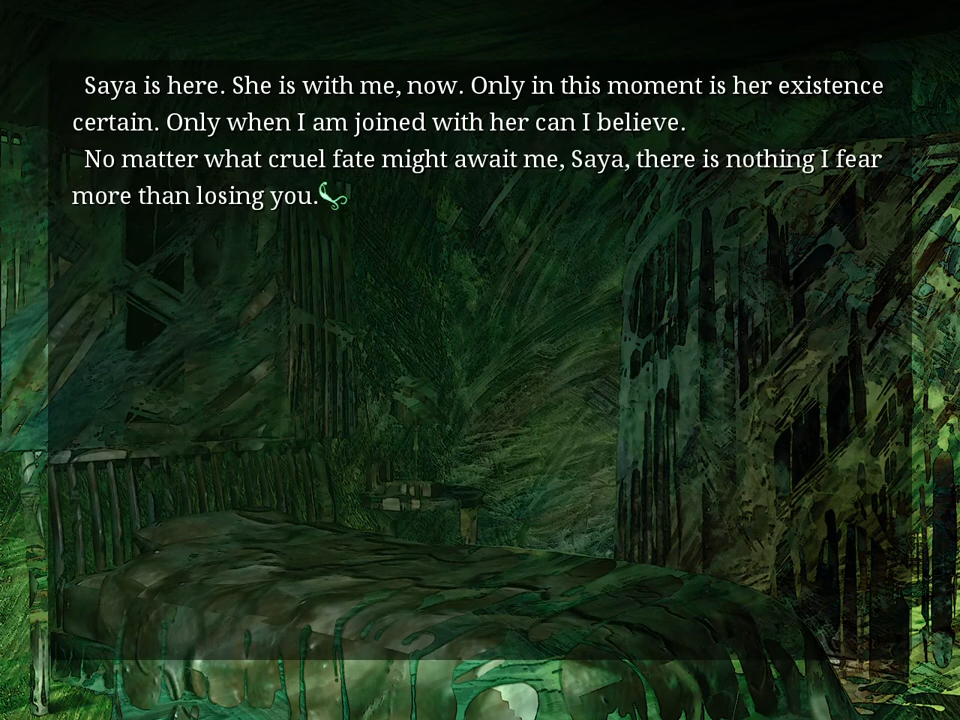 Saya is here. She is with me, now. Only in this moment is her existence
certain. Only when I am joined with her can I believe.
No matter what cruel fate might await me, Saya, there is nothing I fear
more than losing you.